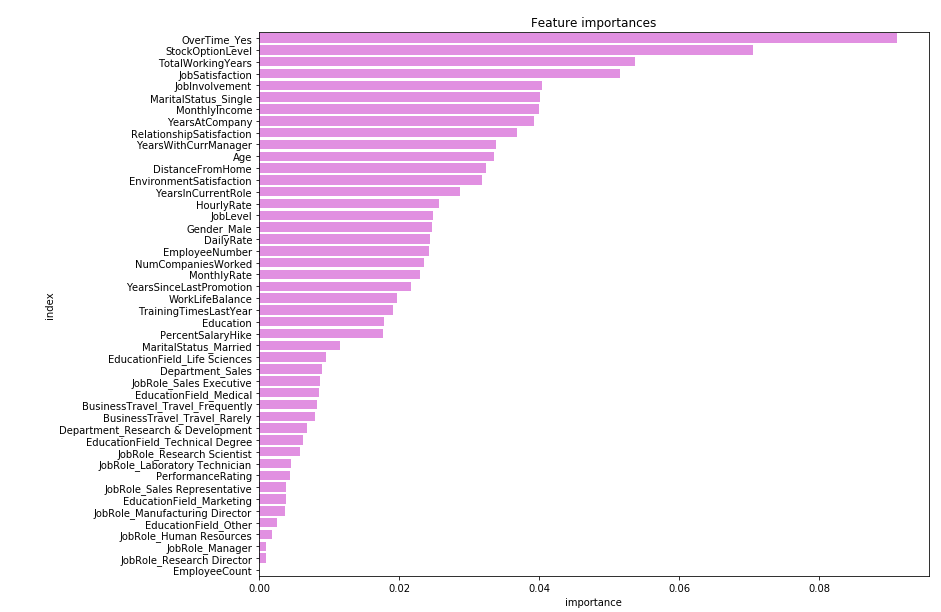 Feature importances
OverTime_Yes
StockOptionLevel
TotalWorkingYears
JobSatisfaction
JobInvolvement
MaritalStatus_Single
MonthlyIncome
YearsAtCompany
RelationshipSatisfaction
YearsWithCurrManager
Age
DistanceFromHome
EnvironmentSatisfaction
YearsInCurrentRole
HourlyRate
JobLevel
Gender_Male
DailyRate
EmployeeNumber
NumCompaniesWorked
MonthlyRate
YearsSinceLastPromotion
WorkLifeBalance
TrainingTimesLastYear
Education
PercentSalaryHike
MaritalStatus_Married
EducationField_Life Sciences
Department_Sales
JobRole_Sales Executive
EducationField_Medical
BusinessTravel_Travel_Frequently
BusinessTravel_Travel_Rarely
Department_Research & Development
EducationField_Technical Degree
JobRole_Research Scientist
JobRole_Laboratory Technician
PerformanceRating
JobRole_Sales Representative
EducationField_Marketing
JobRole_Manufacturing Director
EducationField_Other
JobRole_Human Resources
JobRole_Manager
JobRole_Research Director
EmployeeCount
index
0.00 0.02 0.04 0.06 0.08
importance